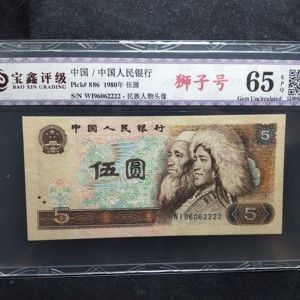 宝鑫评级
BAO XIN GRADING
中国 / 中国人民银行
Pick# 886 1980年 伍圆
S/N WI96062222 - 民族人物头像
狮子号
65 EPQ
Gem Uncirculated
中国人民银行
5
伍圆
5
WI96062222